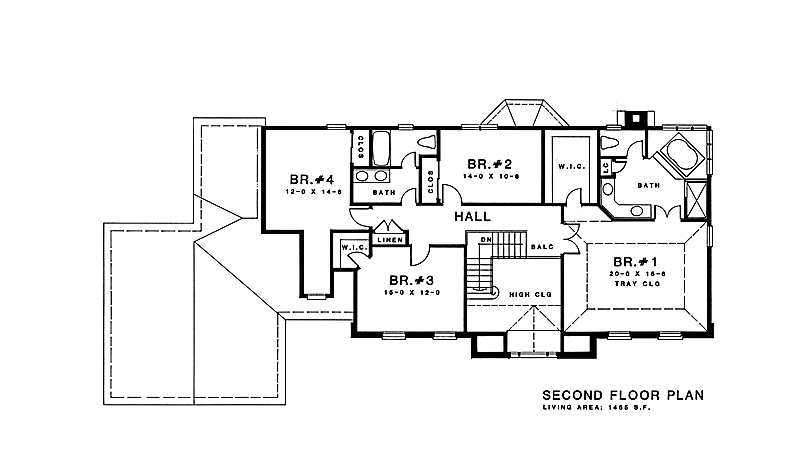 CLOS
BR.#4
12-0 X 14-6
BATH
CLOS
BR.#2
14-0 X 10-6
W.I.C.
LC
BATH
HALL
LINEN
W.I.C.
DN
BALC
BR.#3
15-0 X 12-0
HIGH CLG
BR.#1
20-0 X 15-6
TRAY CLG
SECOND FLOOR PLAN
LIVING AREA: 1465 S.F.